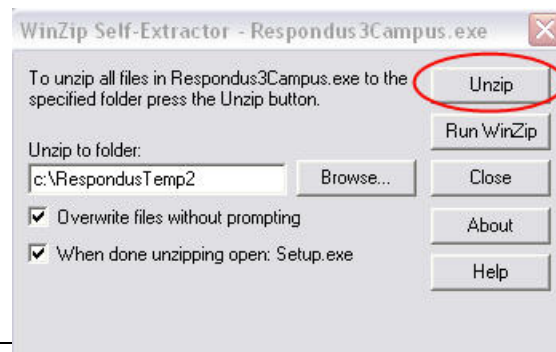 WinZip Self-Extractor - Respondus3Campus.exe
To unzip all files in Respondus3Campus.exe to the
specified folder press the Unzip button.
Unzip to folder:
c:\RespondusTemp2
Browse...
Overwrite files without prompting
When done unzipping open: Setup.exe
Unzip
Run WinZip
Close
About
Help